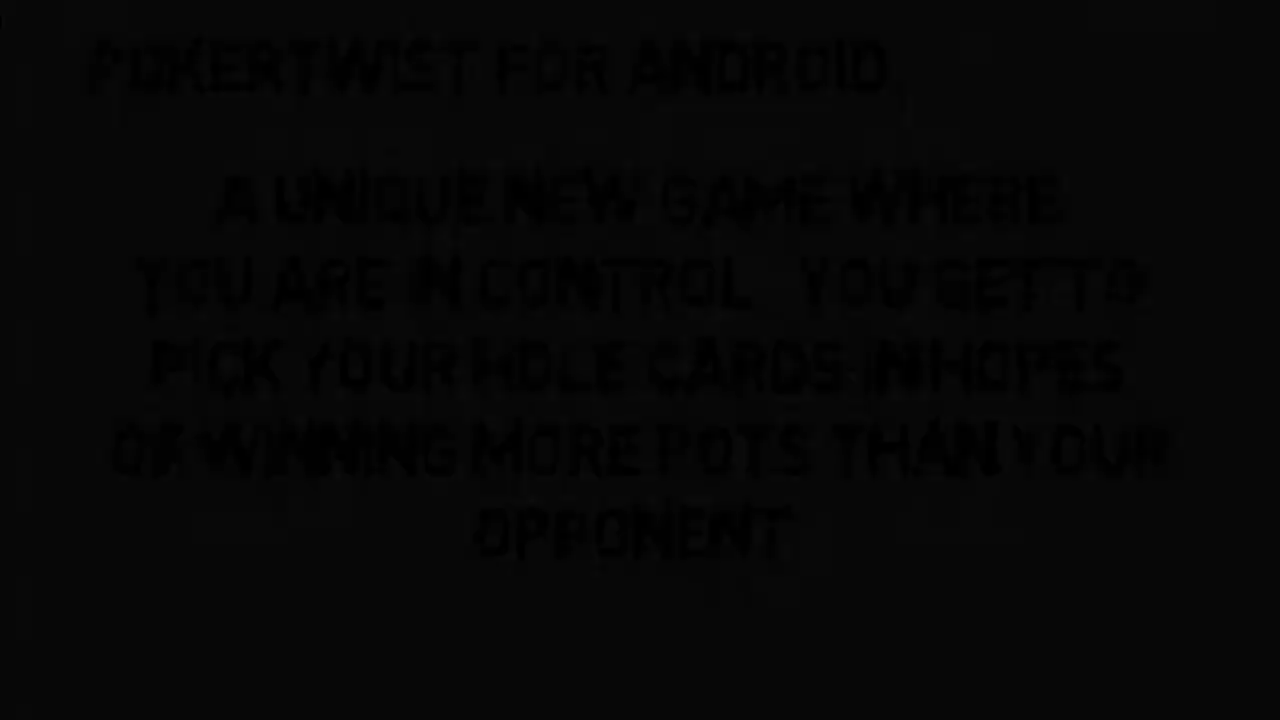 POKERTWIST FOR ANDROID
A UNIQUE NEW GAME WHERE
YOU ARE IN CONTROL YOU GET TO
PICK YOUR HOLE CARDS IN HOPES
OF WINNING MORE POTS THAN YOUR
OPPONENT